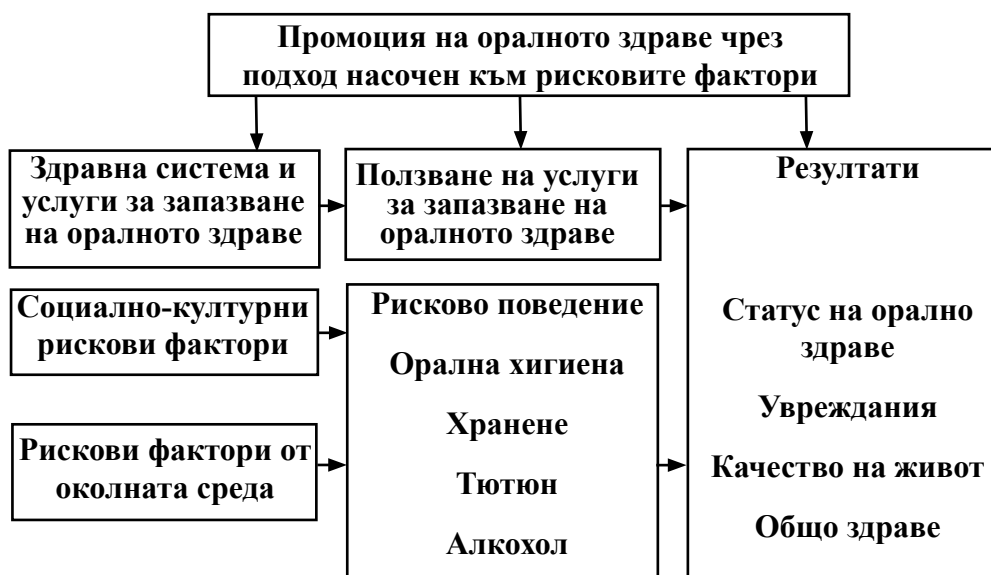 Промоция на оралното здраве чрез
подход насочен към рисковите фактори
Здравна система и
услуги за запазване
на оралното здраве
Ползване на услуги
за запазване на
оралното здраве
Резултати
Статус на орално
здраве
Увреждания
Качество на живот
Общо здраве
Социално-културни
рискови фактори
Рисково поведение
Орална хигиена
Хранене
Тютюн
Алкохол
Рискови фактори от
околната среда